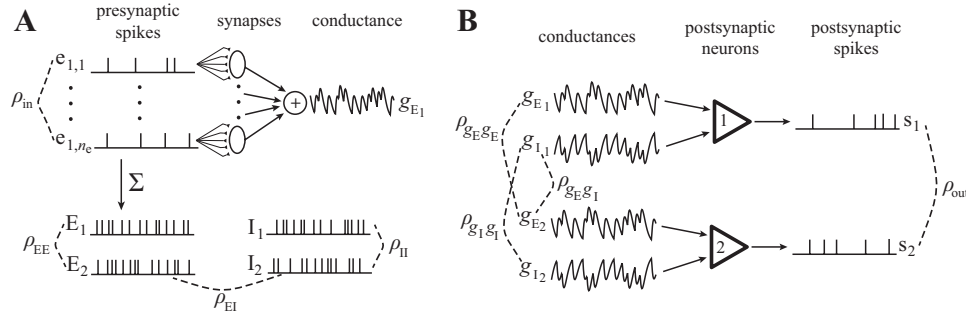 A
presynaptic spikes
synapses
conductance
e1,1
ρin
+
gE1
e1,ne
Σ
E1
I1
ρEE
ρII
E2
I2
ρEI
B
conductances
postsynaptic neurons
postsynaptic spikes
gE1
1
s1
ρgEgE
gI1
ρgEgI
ρout
ρgIgI
gE2
2
s2
gI2